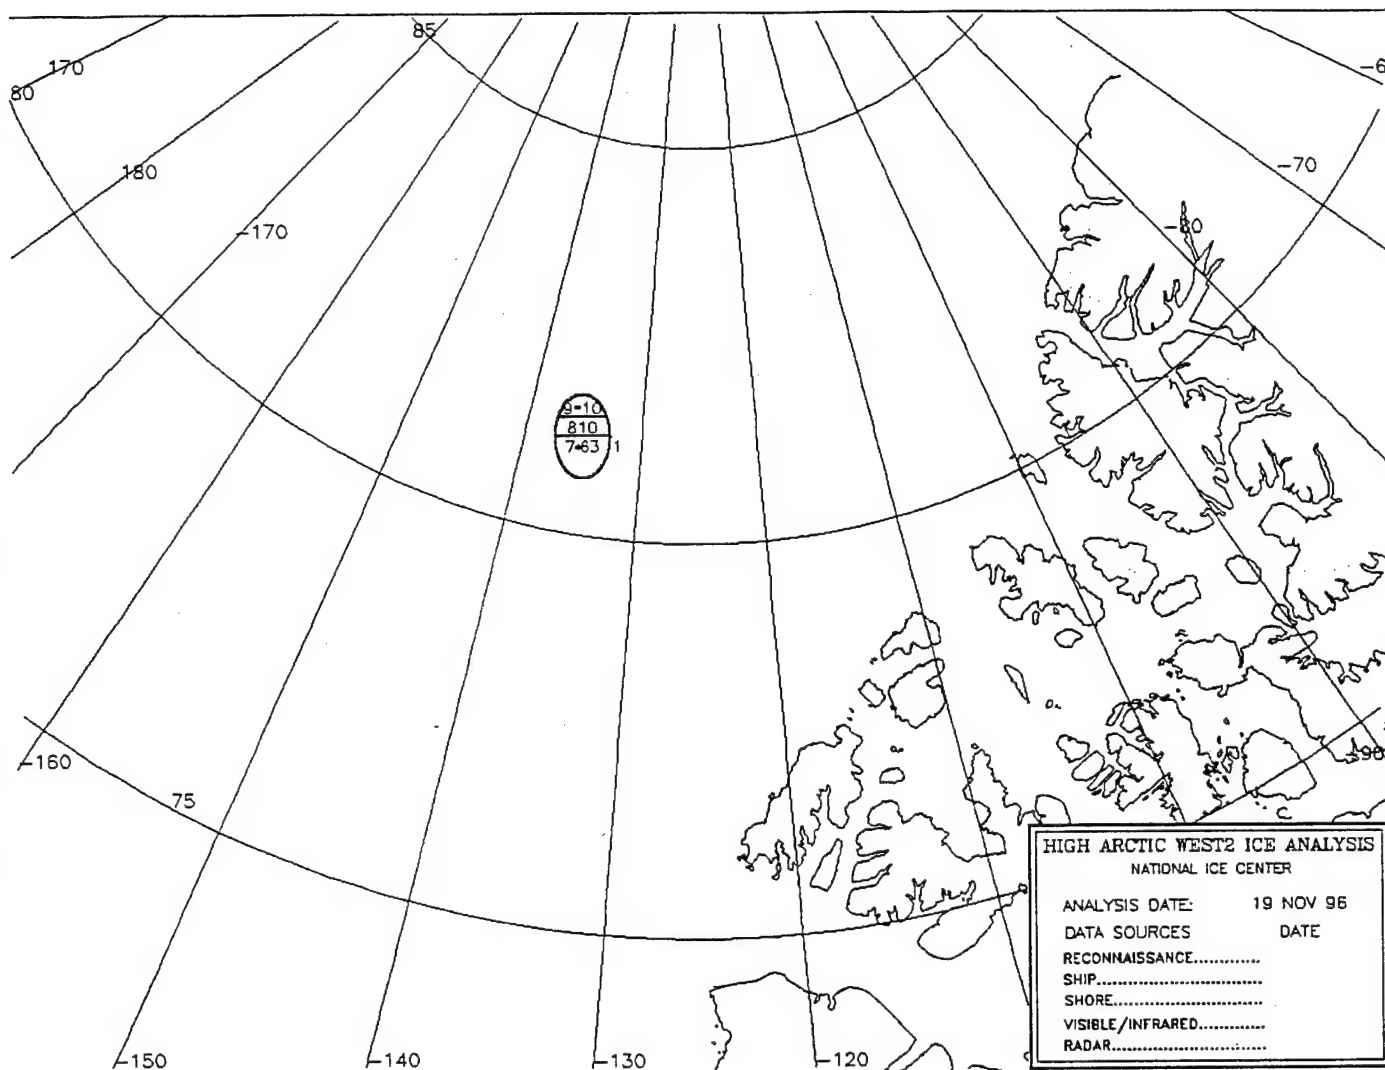 85
170
80
-6
180
-70
-170
-80
9-10
810
7•63 1
-160
75
-90
HIGH ARCTIC WEST2 ICE ANALYSIS
NATIONAL ICE CENTER
ANALYSIS DATE: 19 NOV 96
DATA SOURCES DATE
RECONNAISSANCE.............
SHIP................................
SHORE.............................
VISIBLE/INFRARED.............
RADAR..............................
-150
-140
-130
-120